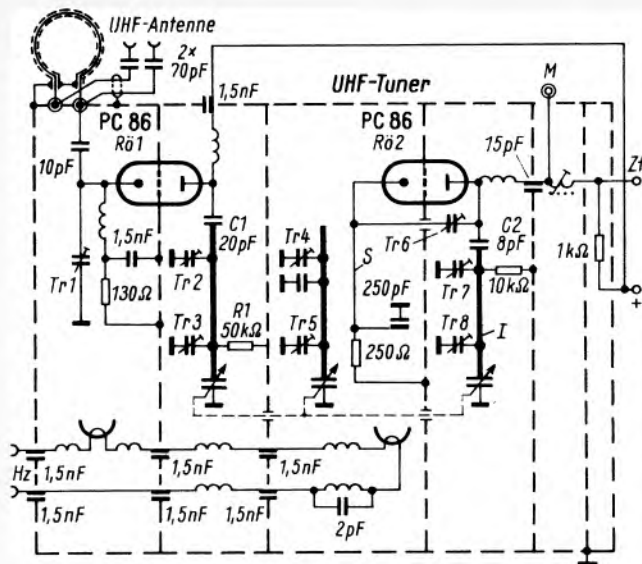 UHF-Antenne
2×
70pF
1,5nF
UHF-Tuner
M
PC 86
Rö1
PC 86
Rö2
15pF
Zf
10pF
C1
20pF
Tr1
1,5nF
130Ω
Tr2
Tr3
R1
50kΩ
Tr4
Tr5
S
250pF
250Ω
Tr6
C2
8pF
Tr7
10kΩ
Tr8
I
1kΩ
+
Hz
1,5nF
1,5nF
1,5nF
1,5nF
1,5nF
1,5nF
2pF